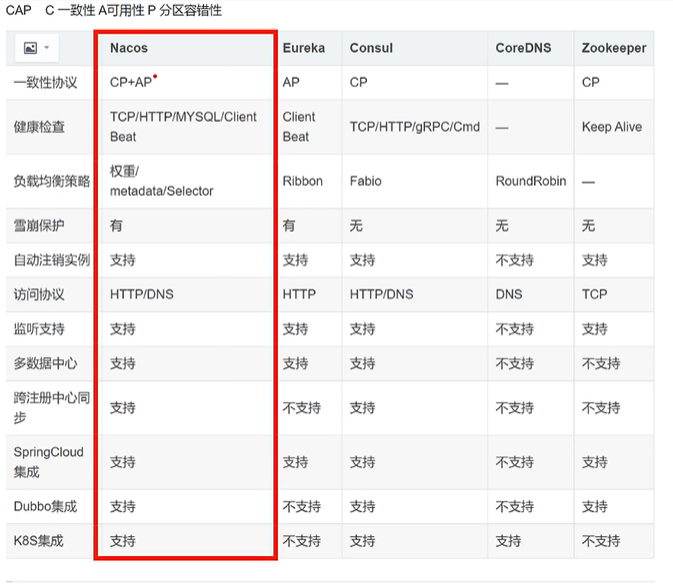 CAP C 一致性 A可用性 P 分区容错性
Nacos Eureka Consul CoreDNS Zookeeper
一致性协议 CP+AP AP CP — CP
健康检查 TCP/HTTP/MYSQL/Client Beat Client Beat TCP/HTTP/gRPC/Cmd — Keep Alive
负载均衡策略 权重/ metadata/Selector Ribbon Fabio RoundRobin —
雪崩保护 有 有 无 无 无
自动注销实例 支持 支持 支持 不支持 支持
访问协议 HTTP/DNS HTTP HTTP/DNS DNS TCP
监听支持 支持 支持 支持 不支持 支持
多数据中心 支持 支持 支持 不支持 不支持
跨注册中心同步 支持 不支持 支持 不支持 不支持
SpringCloud集成 支持 支持 支持 不支持 支持
Dubbo集成 支持 不支持 支持 不支持 支持
K8S集成 支持 不支持 支持 支持 不支持